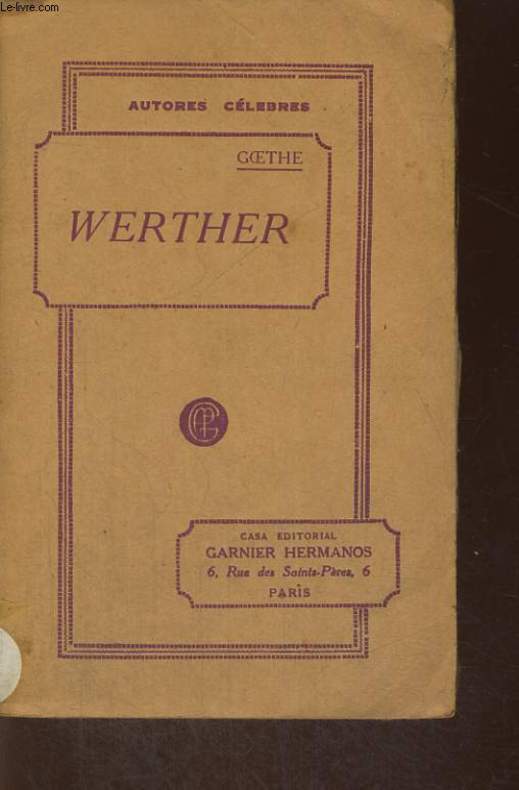 Le-livre.com
AUTORES CÉLEBRES
GŒTHE
WERTHER
CASA EDITORIAL
GARNIER HERMANOS
6, Rue des Saints-Pères, 6
PARIS